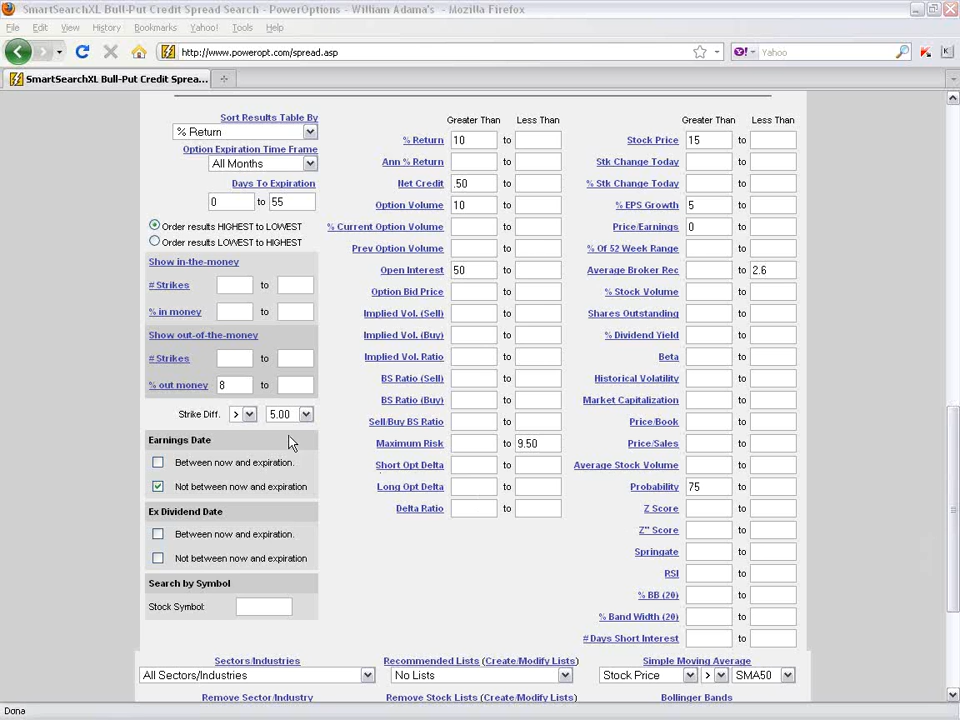 SmartSearchXL Bull-Put Credit Spread Search - PowerOptions - William Adama's - Mozilla Firefox
File Edit View History Bookmarks Yahoo! Tools Help
http://www.poweropt.com/spread.asp
Y! Yahoo K
SmartSearchXL Bull-Put Credit Sprea...
Sort Results Table By
% Return
Option Expiration Time Frame
All Months
Days To Expiration
0 to 55
Order results HIGHEST to LOWEST
Order results LOWEST to HIGHEST
Show in-the-money
# Strikes to
% in money to
Show out-of-the-money
# Strikes to
% out money 8 to
Strike Diff. > 5.00
Earnings Date
Between now and expiration.
Not between now and expiration
Ex Dividend Date
Between now and expiration.
Not between now and expiration
Search by Symbol
Stock Symbol:
Greater Than Less Than
% Return 10 to
Ann % Return to
Net Credit .50 to
Option Volume 10 to
% Current Option Volume to
Prev Option Volume to
Open Interest 50 to
Option Bid Price to
Implied Vol. (Sell) to
Implied Vol. (Buy) to
Implied Vol. Ratio to
BS Ratio (Sell) to
BS Ratio (Buy) to
Sell/Buy BS Ratio to
Maximum Risk to 9.50
Short Opt Delta to
Long Opt Delta to
Delta Ratio to
Greater Than Less Than
Stock Price 15 to
Stk Change Today to
% Stk Change Today to
% EPS Growth 5 to
Price/Earnings 0 to
% Of 52 Week Range to
Average Broker Rec to 2.6
% Stock Volume to
Shares Outstanding to
% Dividend Yield to
Beta to
Historical Volatility to
Market Capitalization to
Price/Book to
Price/Sales to
Average Stock Volume to
Probability 75 to
Z Score to
Z" Score to
Springate to
RSI to
% BB (20) to
% Band Width (20) to
# Days Short Interest to
Sectors/Industries Recommended Lists (Create/Modify Lists) Simple Moving Average
All Sectors/Industries No Lists Stock Price > SMA50
Remove Sector/Industry Remove Stock Lists (Create/Modify Lists) Bollinger Bands
Done